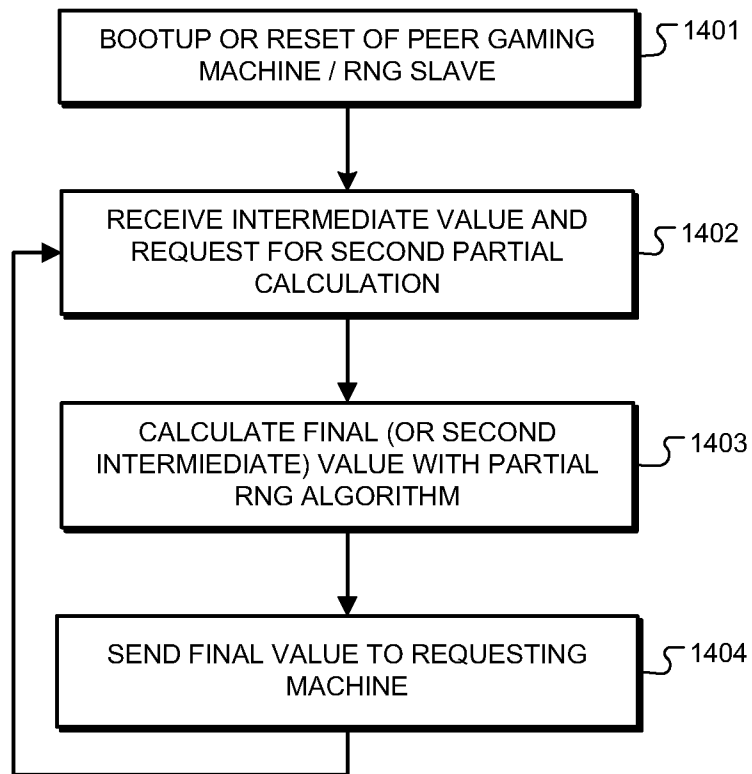 BOOTUP OR RESET OF PEER GAMING
MACHINE / RNG SLAVE
1401
RECEIVE INTERMEDIATE VALUE AND
REQUEST FOR SECOND PARTIAL
CALCULATION
1402
CALCULATE FINAL (OR SECOND
INTERMIEDIATE) VALUE WITH PARTIAL
RNG ALGORITHM
1403
SEND FINAL VALUE TO REQUESTING
MACHINE
1404